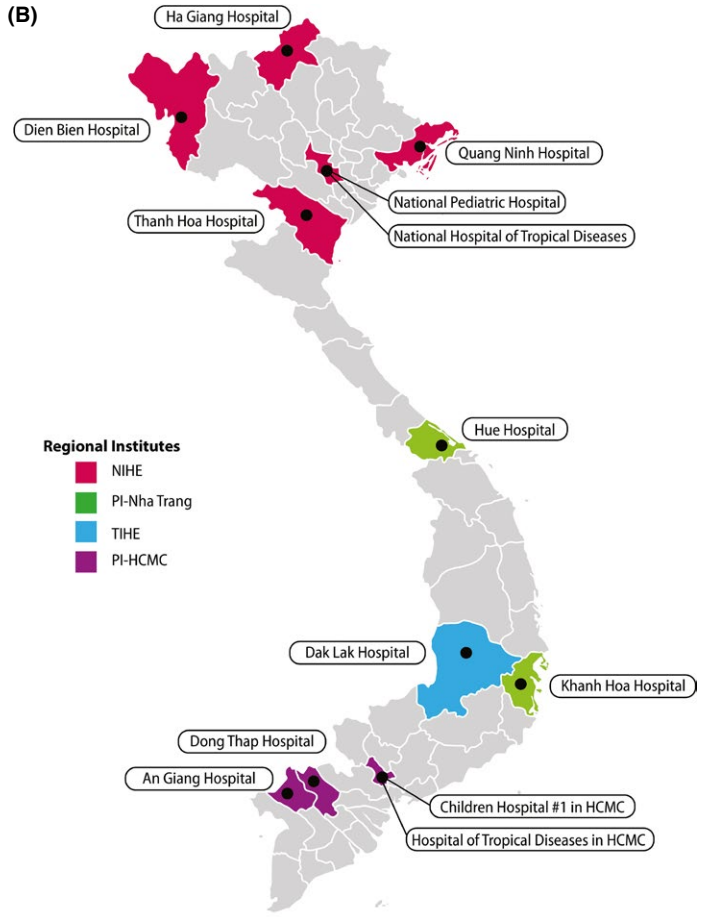 (B)
Ha Giang Hospital
Dien Bien Hospital
Quang Ninh Hospital
National Pediatric Hospital
Thanh Hoa Hospital
National Hospital of Tropical Diseases
Hue Hospital
Regional Institutes
NIHE
PI-Nha Trang
TIHE
PI-HCMC
Dak Lak Hospital
Khanh Hoa Hospital
Dong Thap Hospital
An Giang Hospital
Children Hospital #1 in HCMC
Hospital of Tropical Diseases in HCMC